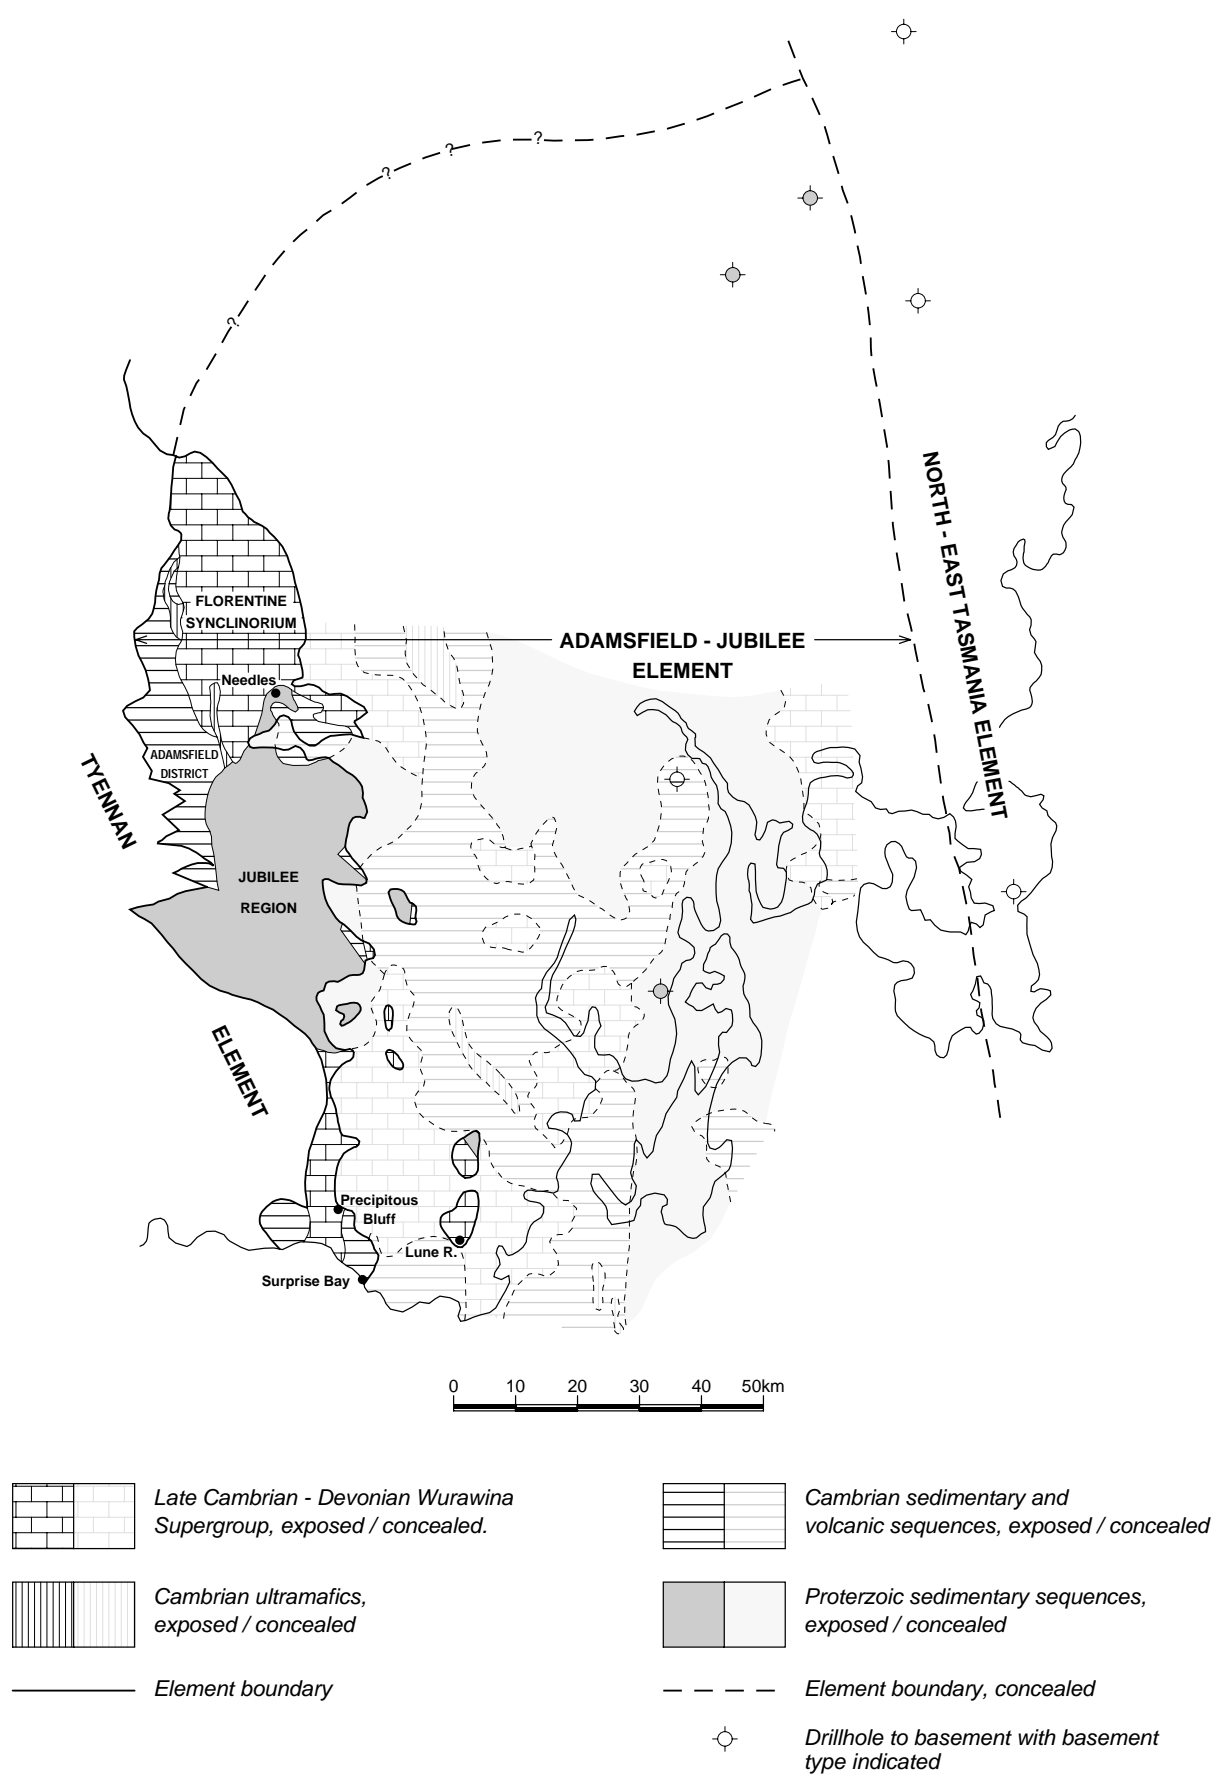 ?
?
?
?
NORTH - EAST TASMANIA ELEMENT
FLORENTINE
SYNCLINORIUM
ADAMSFIELD - JUBILEE
ELEMENT
Needles
ADAMSFIELD
DISTRICT
TYENNAN
JUBILEE
REGION
ELEMENT
Precipitous
Bluff
Lune R.
Surprise Bay
0 10 20 30 40 50km
Late Cambrian - Devonian Wurawina
Supergroup, exposed / concealed.
Cambrian sedimentary and
volcanic sequences, exposed / concealed
Cambrian ultramafics,
exposed / concealed
Proterzoic sedimentary sequences,
exposed / concealed
Element boundary
Element boundary, concealed
Drillhole to basement with basement
type indicated